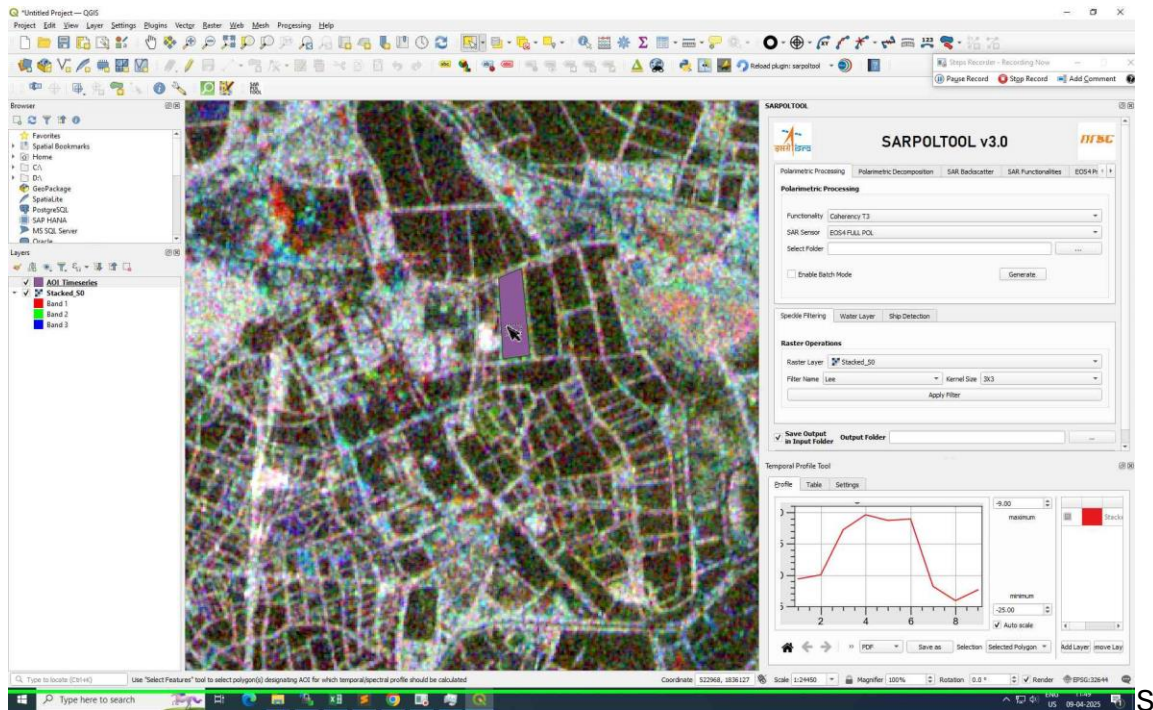 *Untitled Project — QGIS
Project Edit View Layer Settings Plugins Vector Raster Web Mesh Processing Help
Steps Recorder - Recording Now
Reload plugin: sarpoltool
Pause Record Stop Record Add Comment
SAR
TOOL
Browser
Favorites
Spatial Bookmarks
Home
C:\
D:\
GeoPackage
SpatiaLite
PostgreSQL
SAP HANA
MS SQL Server
Oracle
Layers
AOI_Timeseries
Stacked_S0
Band 1
Band 2
Band 3
SARPOLTOOL
SARPOLTOOL v3.0
इसरो isro
nrsc
Polarimetric Processing Polarimetric Decomposition SAR Backscatter SAR Functionalities
Polarimetric Processing
Functionality Coherency T3
SAR Sensor EOS4 FULL POL
Select Folder ...
Enable Batch Mode Generate
Speckle Filtering Water Layer Ship Detection
Raster Operations
Raster Layer Stacked_S0
Filter Name Lee Kernel Size 3X3
Apply Filter
Save Output
in Input Folder Output Folder ...
Temporal Profile Tool
Profile Table Settings
-9.00
maximum
minimum
-25.00
Auto scale
2 4 6 8
PDF Save as Selection Selected Polygon Add Layer
Type to locate (Ctrl+K) Use "Select Features" tool to select polygon(s) designating AOI for which temporal/spectral profile should be calculated Coordinate 522968, 1836127 Scale 1:24450 Magnifier 100% Rotation 0.0 ° Render EPSG:32644
Type here to search
ENG
US
11:49
09-04-2025
S